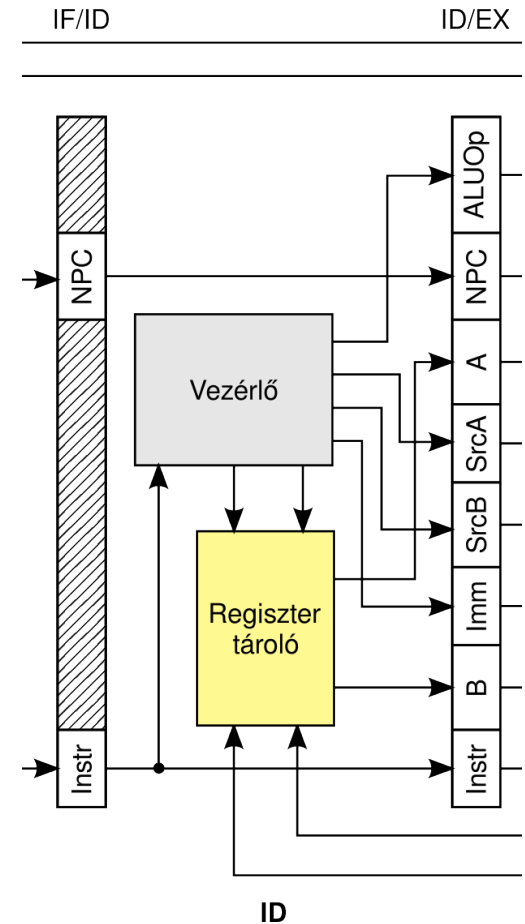 IF/ID
ID/EX
NPC
Instr
Vezérlő
Regiszter
tároló
ALUOp
NPC
A
SrcA
SrcB
Imm
B
Instr
ID